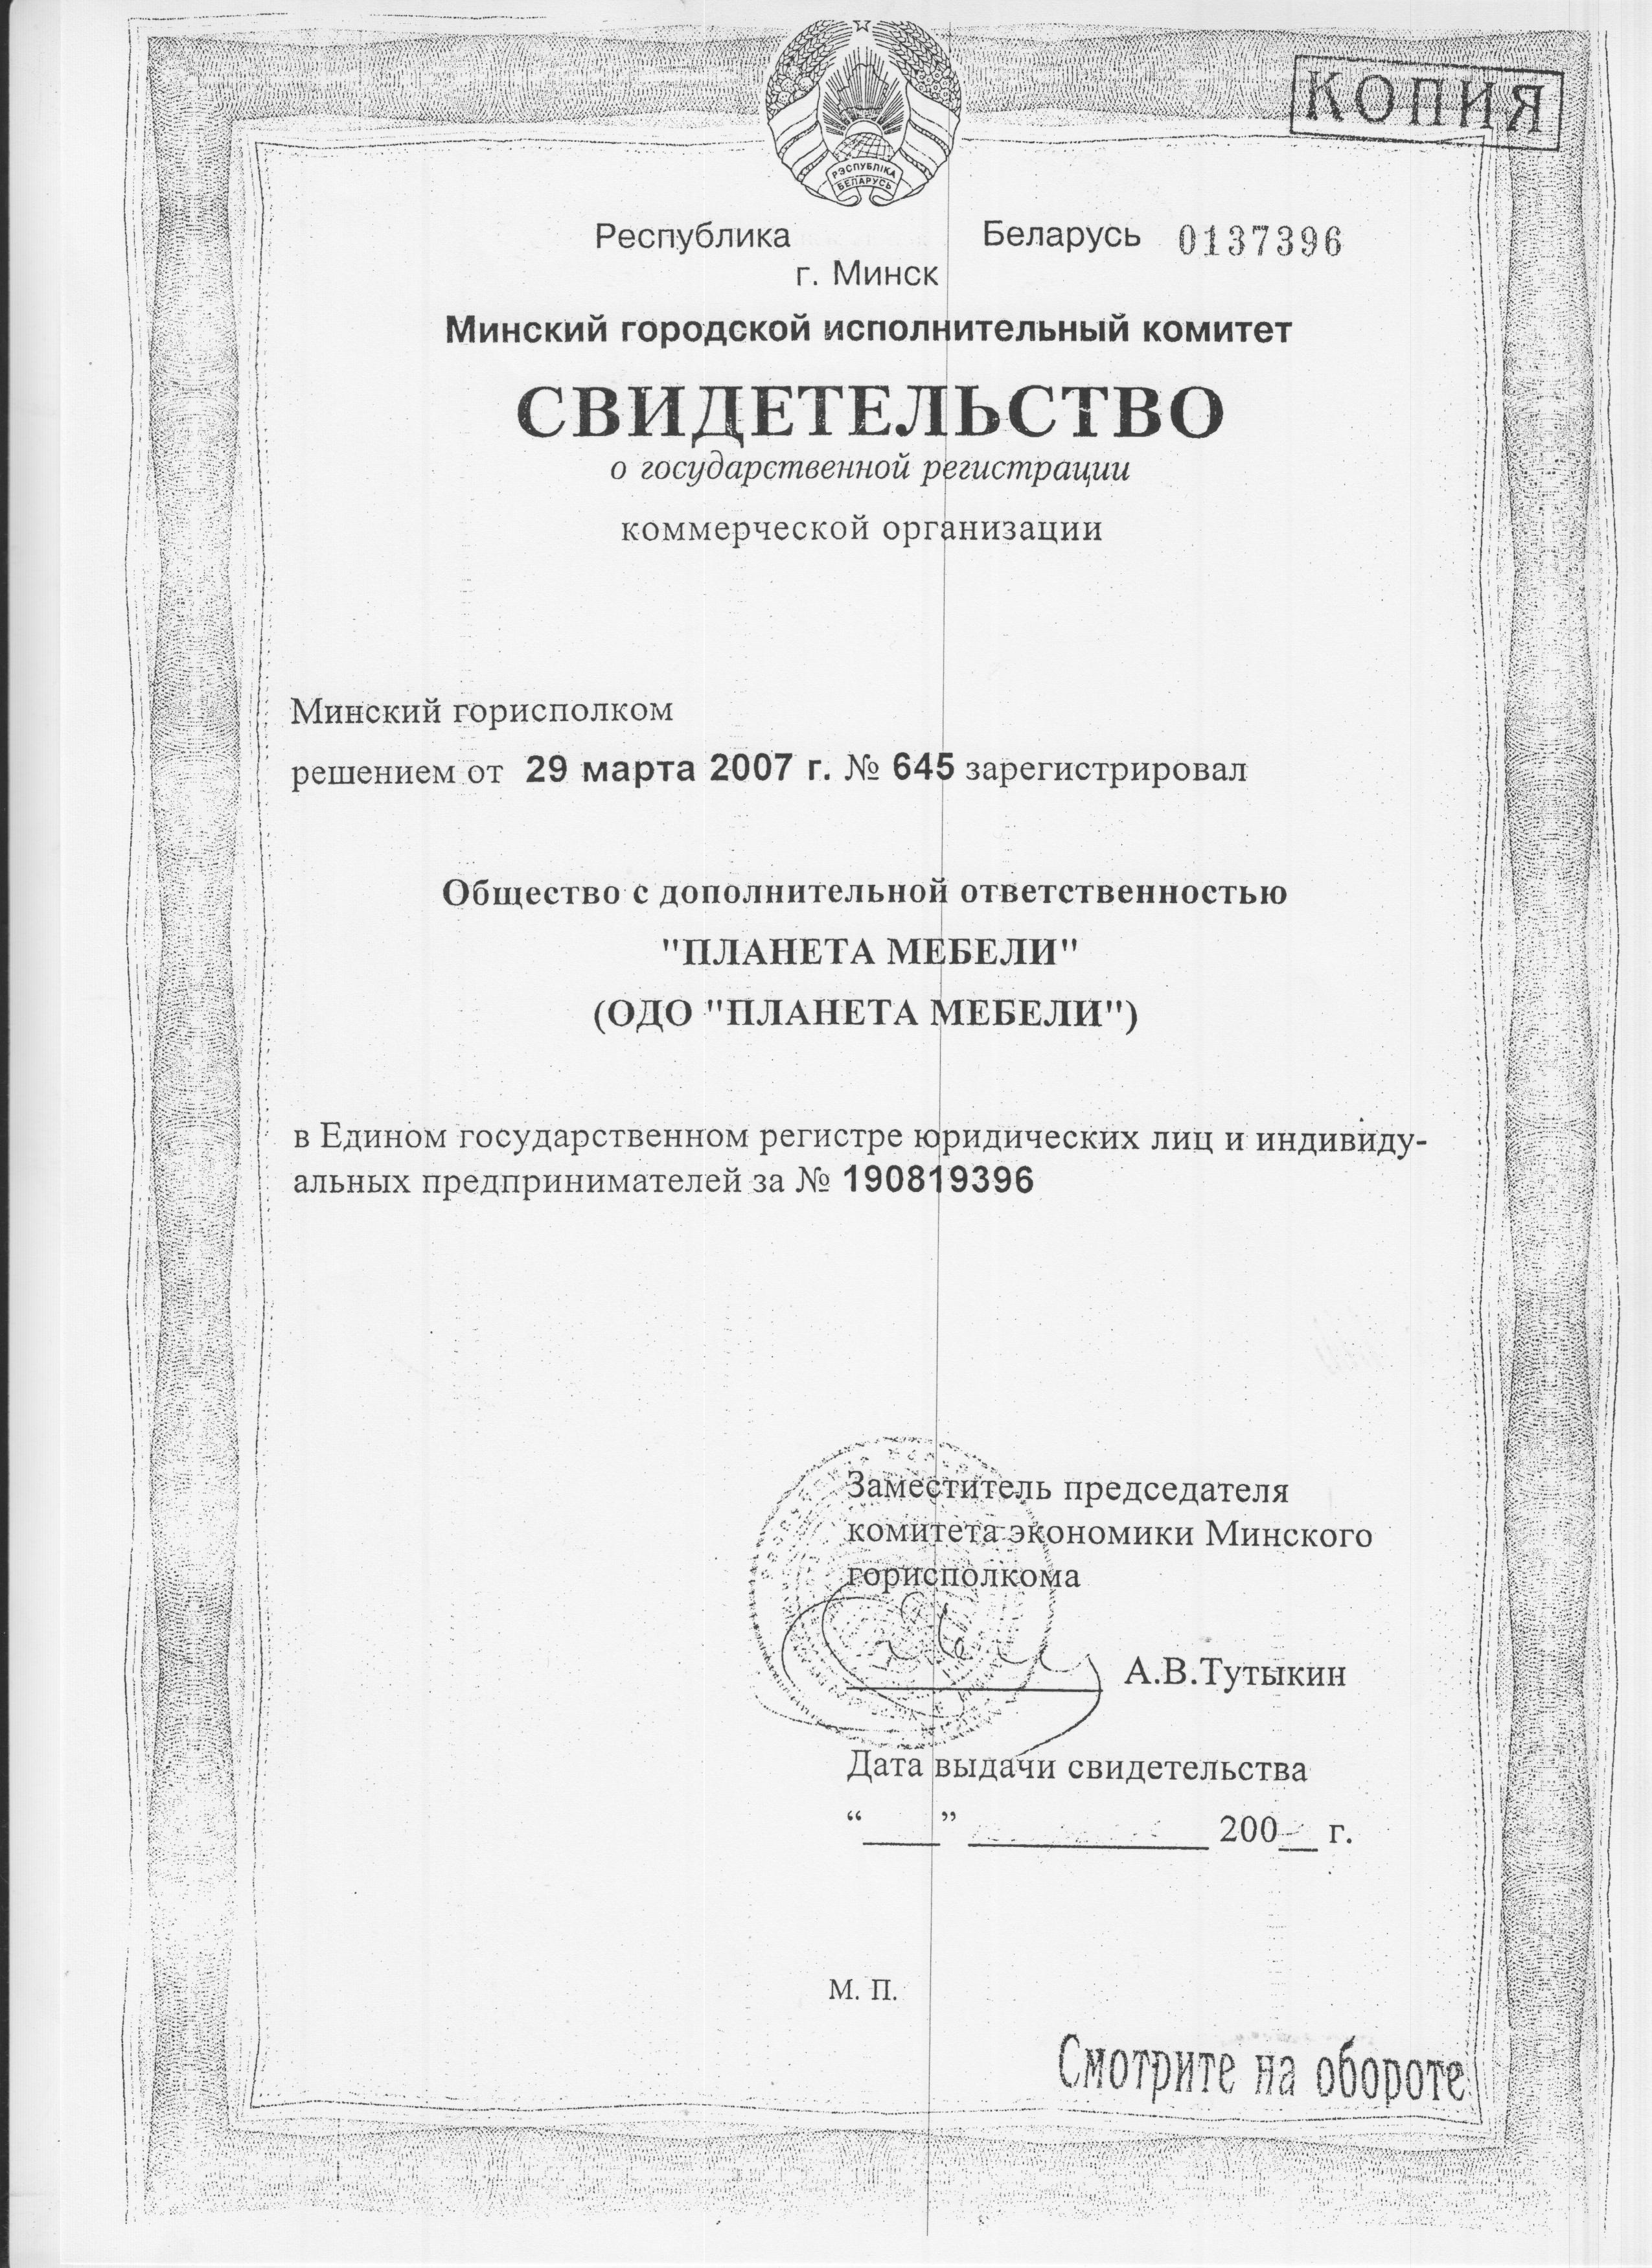 КОПИЯ
РЭСПУБЛІКА
БЕЛАРУСЬ
Республика Беларусь 0137396
г. Минск
Минский городской исполнительный комитет
СВИДЕТЕЛЬСТВО
о государственной регистрации
коммерческой организации
Минский горисполком
решением от 29 марта 2007 г. № 645 зарегистрировал
Общество с дополнительной ответственностью
"ПЛАНЕТА МЕБЕЛИ"
(ОДО "ПЛАНЕТА МЕБЕЛИ")
в Едином государственном регистре юридических лиц и индивиду-
альных предпринимателей за № 190819396
Заместитель председателя
комитета экономики Минского
горисполкома
А.В.Тутыкин
Дата выдачи свидетельства
“____” ____________ 200__ г.
М. П.
Смотрите на обороте